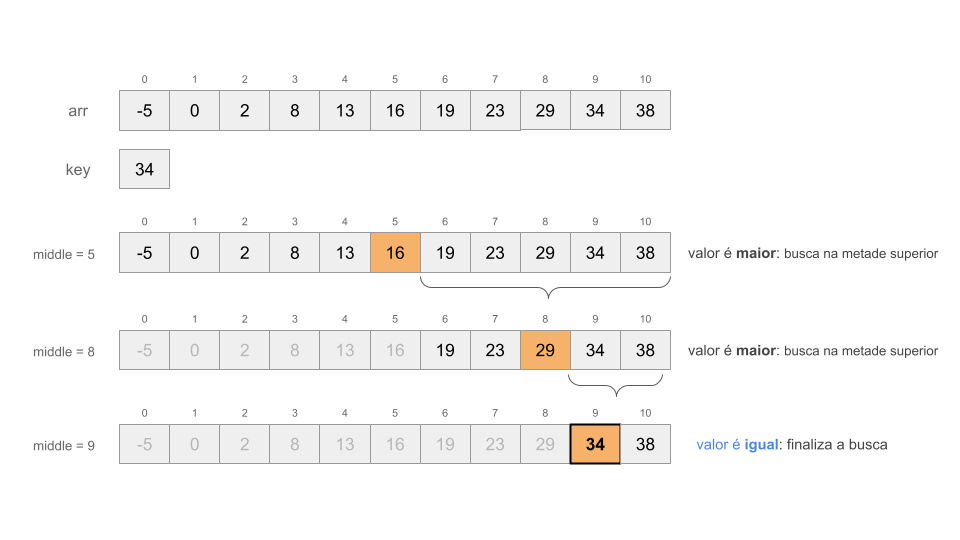 0 1 2 3 4 5 6 7 8 9 10
arr -5 0 2 8 13 16 19 23 29 34 38
key 34
0 1 2 3 4 5 6 7 8 9 10
middle = 5 -5 0 2 8 13 16 19 23 29 34 38 valor é maior: busca na metade superior
0 1 2 3 4 5 6 7 8 9 10
middle = 8 -5 0 2 8 13 16 19 23 29 34 38 valor é maior: busca na metade superior
0 1 2 3 4 5 6 7 8 9 10
middle = 9 -5 0 2 8 13 16 19 23 29 34 38 valor é igual: finaliza a busca